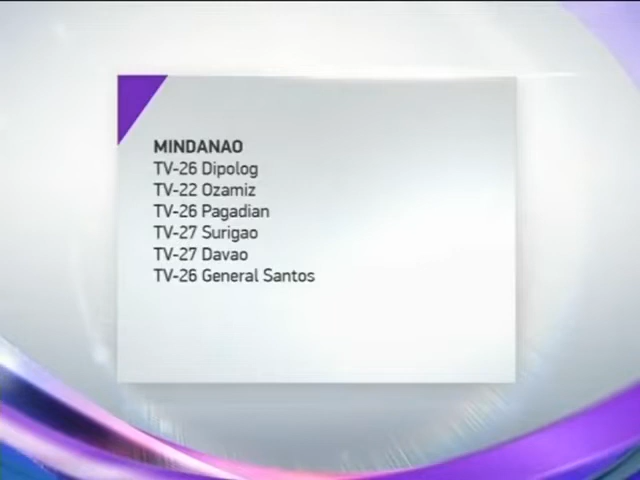 MINDANAO
TV-26 Dipolog
TV-22 Ozamiz
TV-26 Pagadian
TV-27 Surigao
TV-27 Davao
TV-26 General Santos